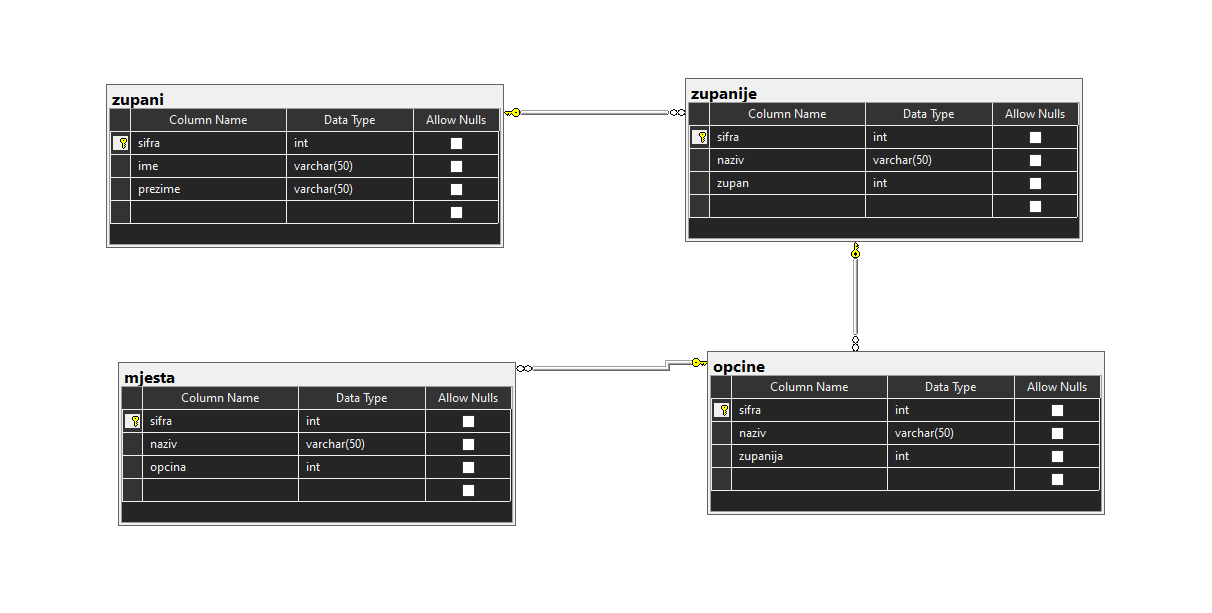 zupani
Column Name Data Type Allow Nulls
sifra int
ime varchar(50)
prezime varchar(50)
zupanije
Column Name Data Type Allow Nulls
sifra int
naziv varchar(50)
zupan int
mjesta
Column Name Data Type Allow Nulls
sifra int
naziv varchar(50)
opcina int
opcine
Column Name Data Type Allow Nulls
sifra int
naziv varchar(50)
zupanija int